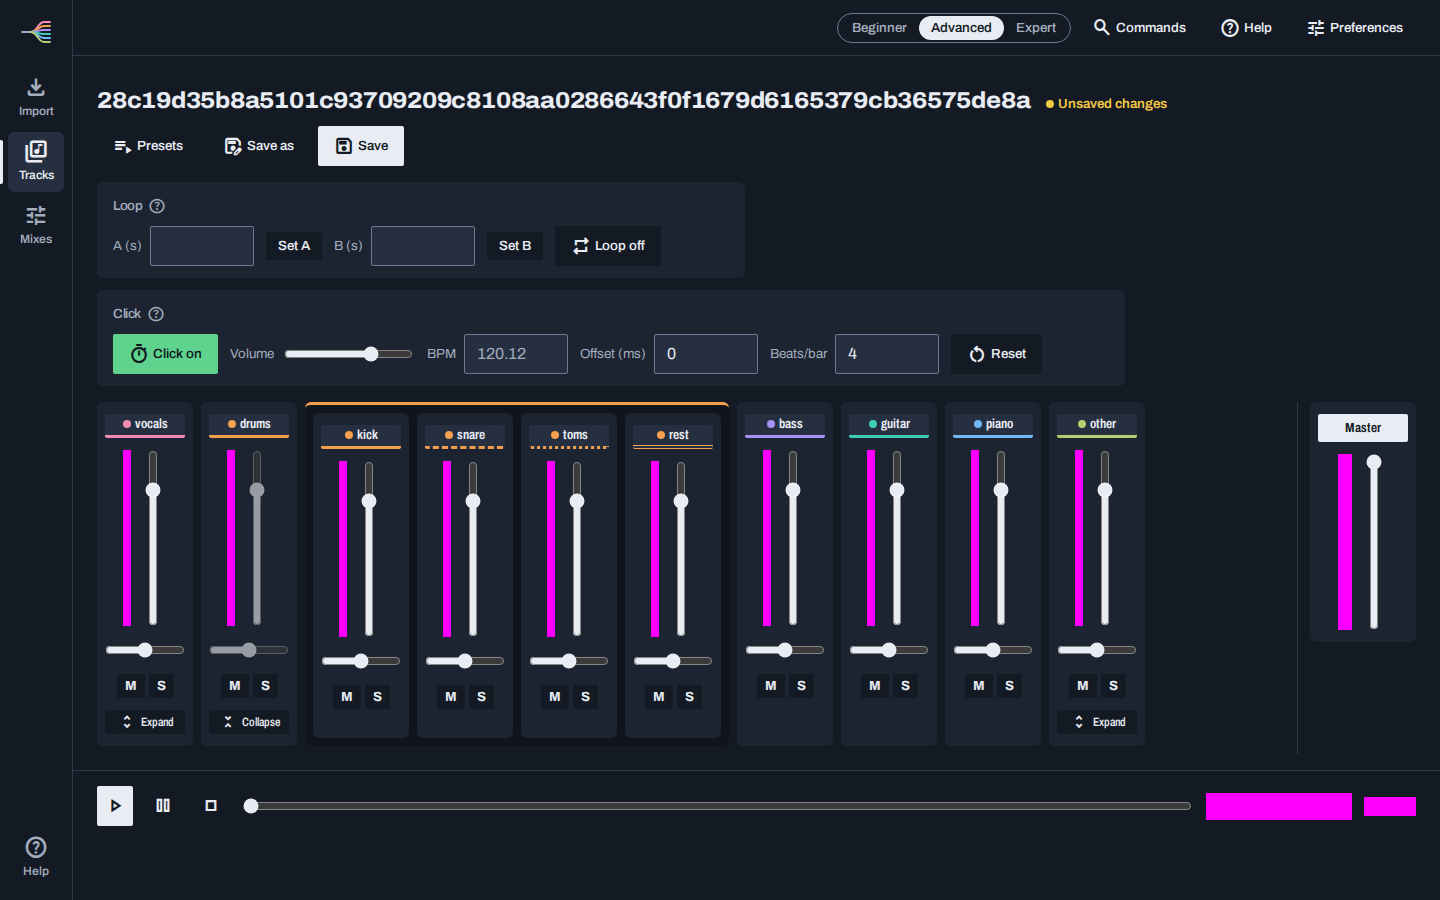 Beginner Advanced Expert Commands Help Preferences
Import
Tracks
Mixes
Help
28c19d35b8a5101c93709209c8108aa0286643f0f1679d6165379cb36575de8a Unsaved changes
Presets Save as Save
Loop
A (s) Set A B (s) Set B Loop off
Click
Click on Volume BPM 120.12 Offset (ms) 0 Beats/bar 4 Reset
vocals drums kick snare toms rest bass guitar piano other Master
M S M S M S M S M S M S M S M S M S M S
Expand Collapse Expand